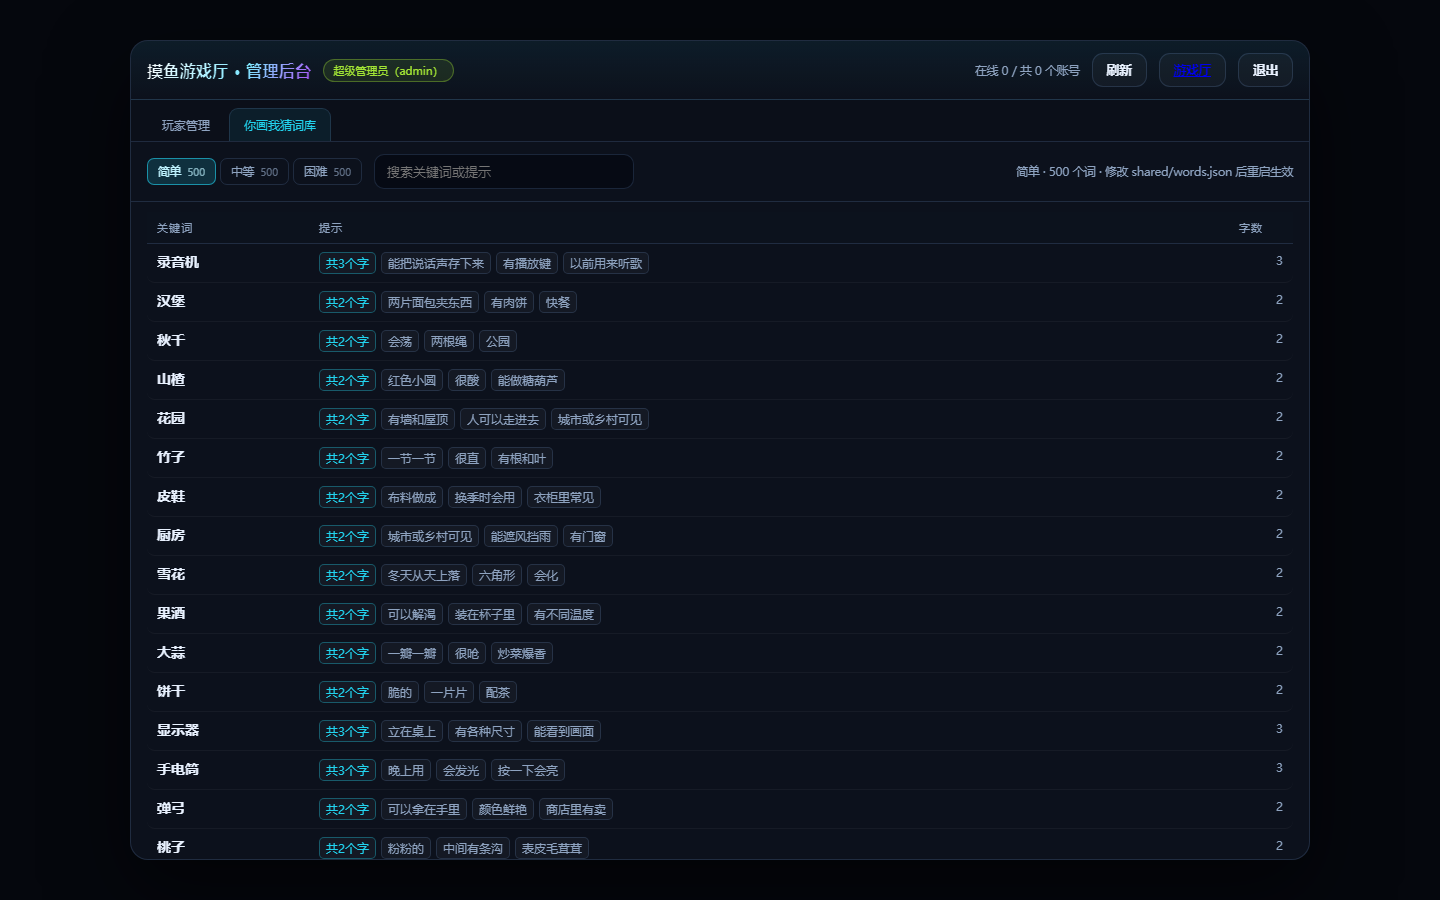 摸鱼游戏厅 • 管理后台 超级管理员（admin） 在线 0 / 共 0 个账号 刷新 游戏厅 退出
玩家管理 你画我猜词库
简单 500 中等 500 困难 500 搜索关键词或提示 简单 · 500 个词 · 修改 shared/words.json 后重启生效
关键词 提示 字数
录音机 共3个字 能把说话声存下来 有播放键 以前用来听歌 3
汉堡 共2个字 两片面包夹东西 有肉饼 快餐 2
秋千 共2个字 会荡 两根绳 公园 2
山楂 共2个字 红色小圆 很酸 能做糖葫芦 2
花园 共2个字 有墙和屋顶 人可以走进去 城市或乡村可见 2
竹子 共2个字 一节一节 很直 有根和叶 2
皮鞋 共2个字 布料做成 换季时会用 衣柜里常见 2
厨房 共2个字 城市或乡村可见 能遮风挡雨 有门窗 2
雪花 共2个字 冬天从天上落 六角形 会化 2
果酒 共2个字 可以解渴 装在杯子里 有不同温度 2
大蒜 共2个字 一瓣一瓣 很呛 炒菜爆香 2
饼干 共2个字 脆的 一片片 配茶 2
显示器 共3个字 立在桌上 有各种尺寸 能看到画面 3
手电筒 共3个字 晚上用 会发光 按一下会亮 3
弹弓 共2个字 可以拿在手里 颜色鲜艳 商店里有卖 2
桃子 共2个字 粉粉的 中间有条沟 表皮毛茸茸 2